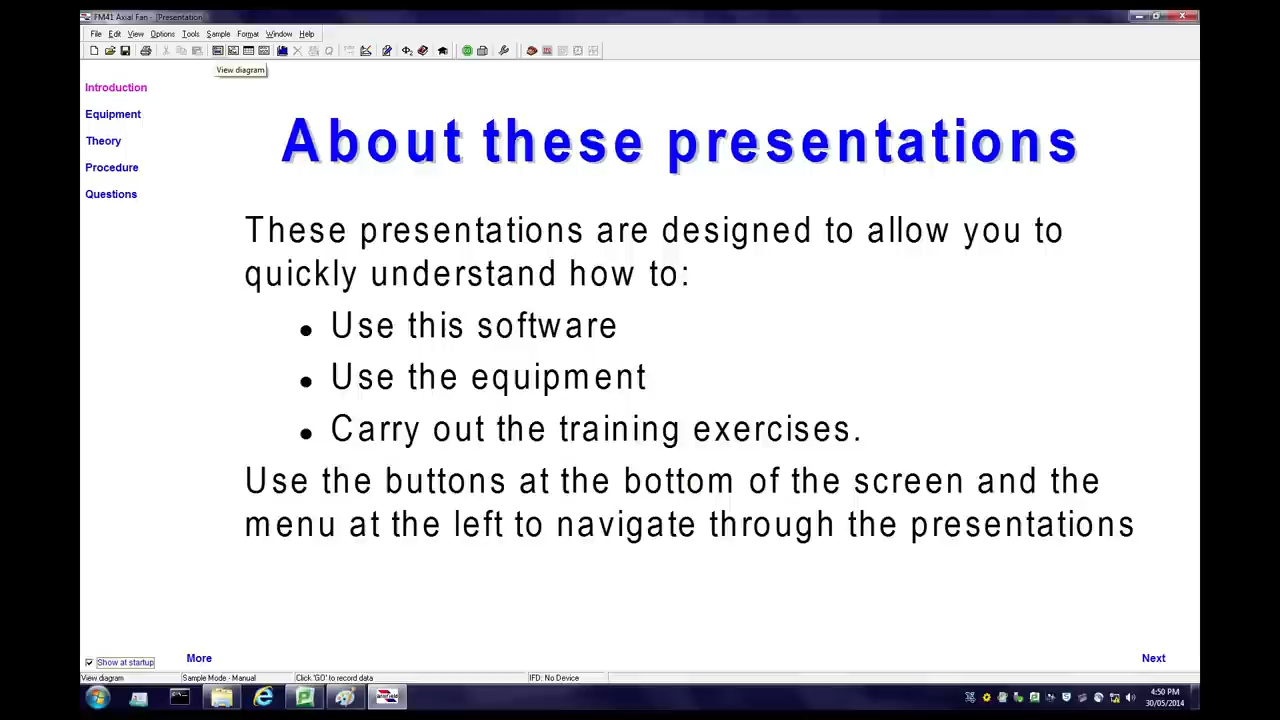 FM41 Axial Fan - [Presentation
File Edit View Options Tools Sample Format Window Help
View diagram
Introduction
Equipment
Theory
Procedure
Questions
About these presentations
These presentations are designed to allow you to
quickly understand how to:
Use this software
Use the equipment
Carry out the training exercises.
Use the buttons at the bottom of the screen and the
menu at the left to navigate through the presentations
Show at startup
More
Next
View diagram
Sample Mode - Manual
Click 'GO' to record data
IFD: No Device
4:50 PM
30/05/2014